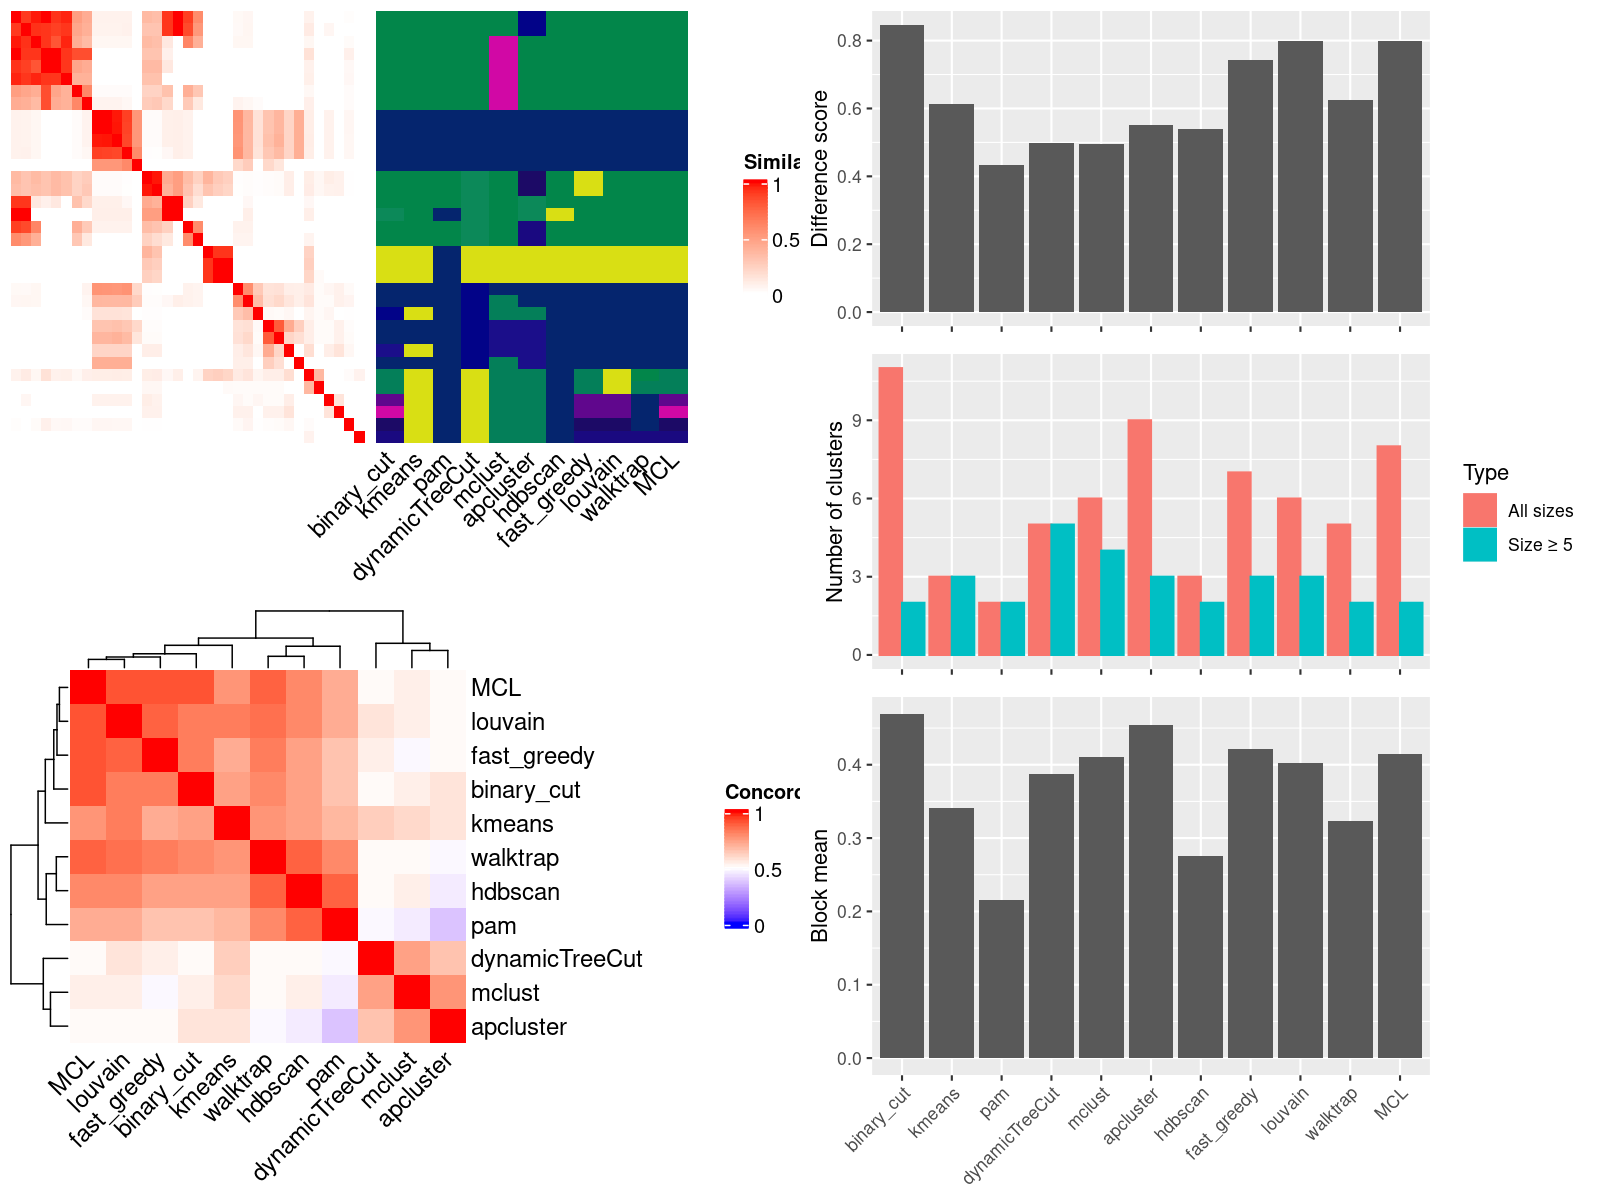 Simila
1
0.5
0
binary_cut
kmeans
pam
dynamicTreeCut
mclust
apcluster
hdbscan
fast_greedy
louvain
walktrap
MCL
Concord
1
0.5
0
MCL
louvain
fast_greedy
binary_cut
kmeans
walktrap
hdbscan
pam
dynamicTreeCut
mclust
apcluster
MCL
louvain
fast_greedy
binary_cut
kmeans
walktrap
hdbscan
pam
dynamicTreeCut
mclust
apcluster
Difference score
0.8
0.6
0.4
0.2
0.0
Number of clusters
9
6
3
0
Type
All sizes
Size ≥ 5
Block mean
0.4
0.3
0.2
0.1
0.0
binary_cut
kmeans
pam
dynamicTreeCut
mclust
apcluster
hdbscan
fast_greedy
louvain
walktrap
MCL